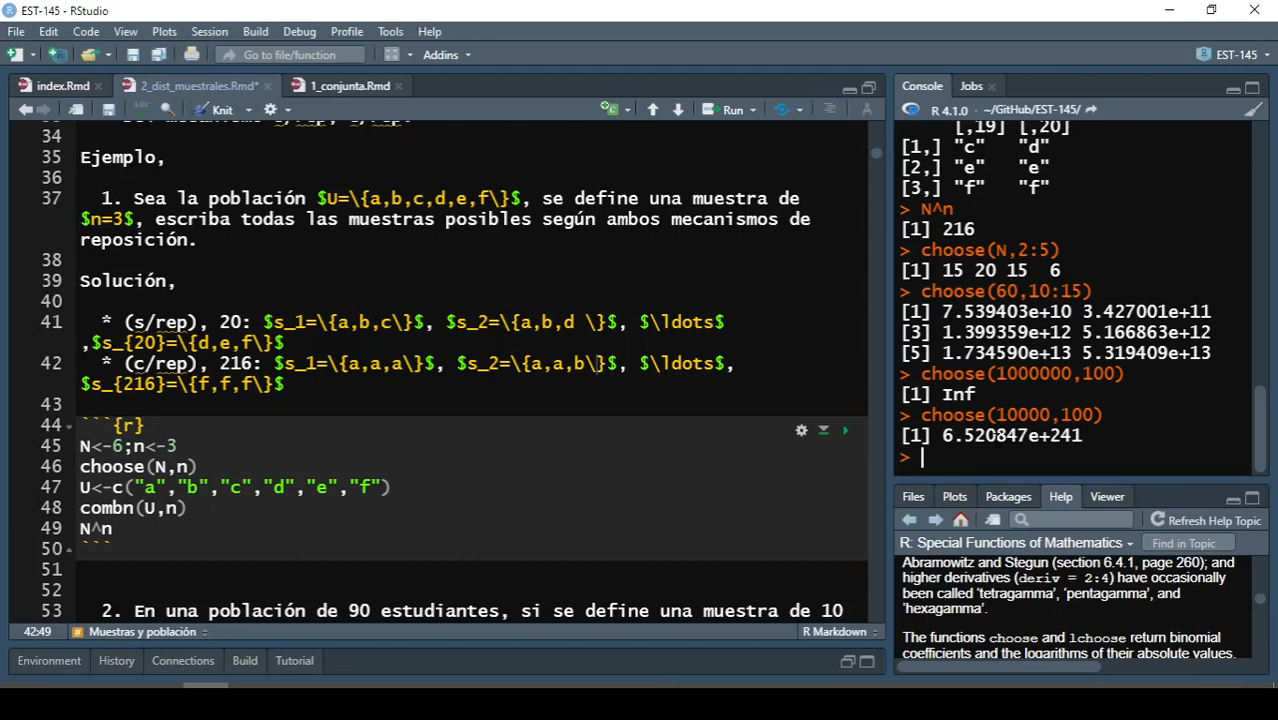 EST-145 - RStudio
File Edit Code View Plots Session Build Debug Profile Tools Help
Go to file/function Addins EST-145
index.Rmd 2_dist_muestrales.Rmd* 1_conjunta.Rmd
ABC Knit Run
34
35 Ejemplo,
36
37 1. Sea la población $U=\{a,b,c,d,e,f\}$, se define una muestra de
$n=3$, escriba todas las muestras posibles según ambos mecanismos de
reposición.
38
39 Solución,
40
41 * (s/rep), 20: $s_1=\{a,b,c\}$, $s_2=\{a,b,d \}$, $\ldots$
,$s_{20}=\{d,e,f\}$
42 * (c/rep), 216: $s_1=\{a,a,a\}$, $s_2=\{a,a,b\}$, $\ldots$,
$s_{216}=\{f,f,f\}$
43
44 ```{r}
45 N<-6;n<-3
46 choose(N,n)
47 U<-c("a","b","c","d","e","f")
48 combn(U,n)
49 N^n
50 ```
51
52
53 2. En una población de 90 estudiantes, si se define una muestra de 10
42:49 Muestras y población R Markdown
Environment History Connections Build Tutorial
Console Jobs
R 4.1.0 · ~/GitHub/EST-145/
[,19] [,20]
[1,] "c" "d"
[2,] "e" "e"
[3,] "f" "f"
> N^n
[1] 216
> choose(N,2:5)
[1] 15 20 15 6
> choose(60,10:15)
[1] 7.539403e+10 3.427001e+11
[3] 1.399359e+12 5.166863e+12
[5] 1.734590e+13 5.319409e+13
> choose(1000000,100)
[1] Inf
> choose(10000,100)
[1] 6.520847e+241
>
Files Plots Packages Help Viewer
Refresh Help Topic
R: Special Functions of Mathematics Find in Topic
Abramowitz and Stegun (section 6.4.1, page 260); and
higher derivatives (deriv = 2:4) have occasionally
been called ‘tetragamma’, ‘pentagamma’, and
‘hexagamma’.
The functions choose and lchoose return binomial
coefficients and the logarithms of their absolute values.